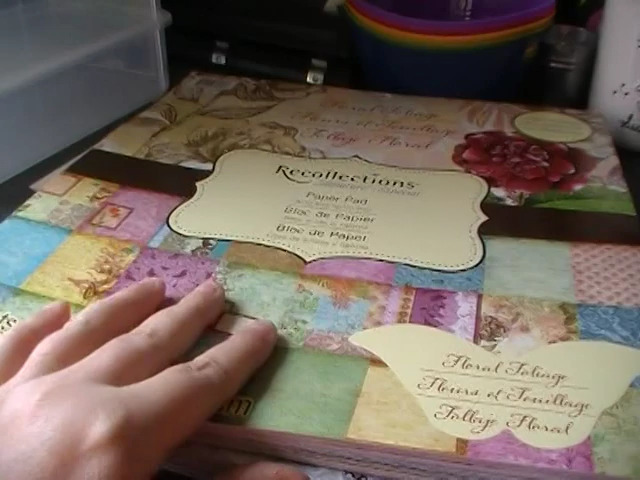 Floral Foliage
Fleurs et Feuillage
Follaje Floral
Recollections
Paper Pad
Bloc de Papier
Bloc de Papel
Floral Foliage
Fleurs et Feuillage
Follaje Floral